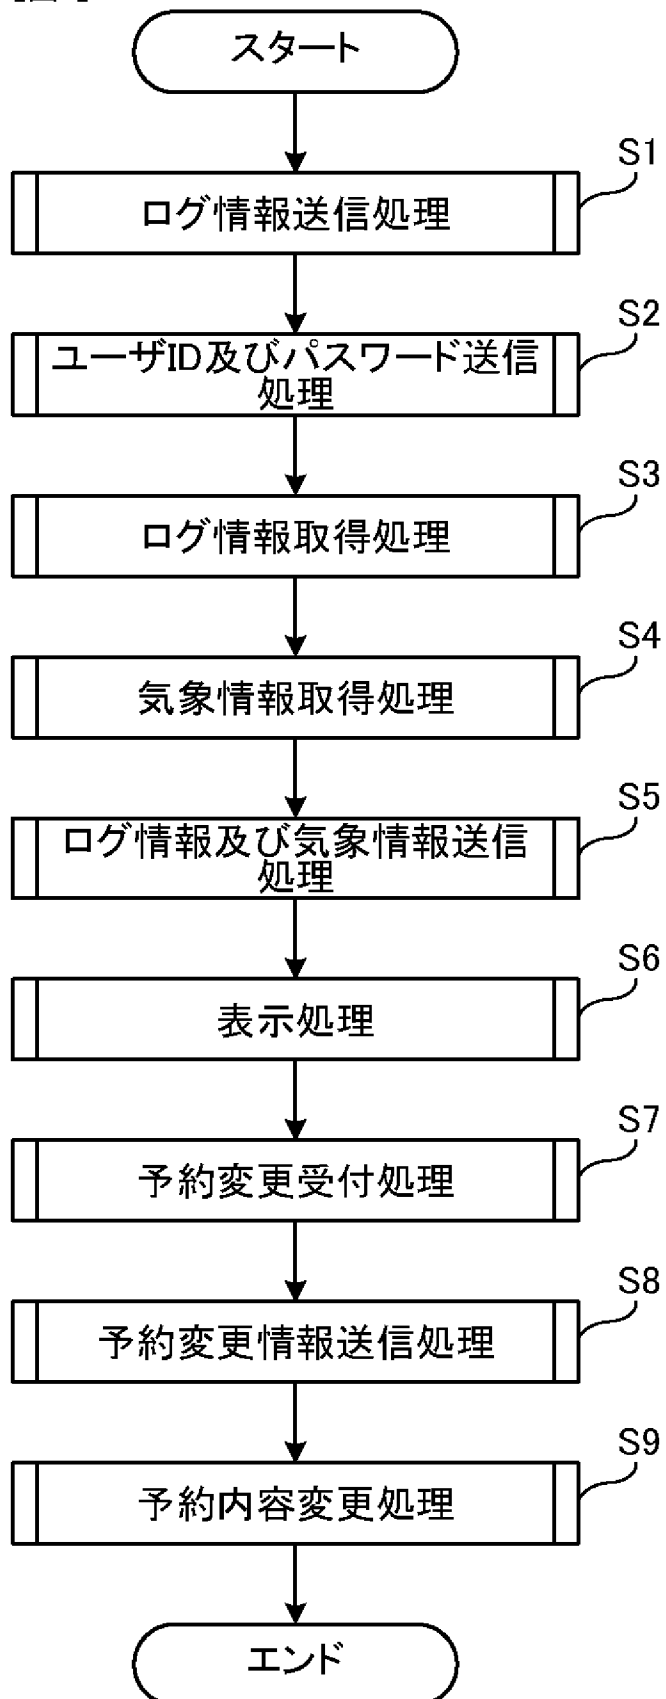 スタート
S1
ログ情報送信処理
S2
ユーザID及びパスワード送信
処理
S3
ログ情報取得処理
S4
気象情報取得処理
S5
ログ情報及び気象情報送信
処理
S6
表示処理
S7
予約変更受付処理
S8
予約変更情報送信処理
S9
予約内容変更処理
エンド